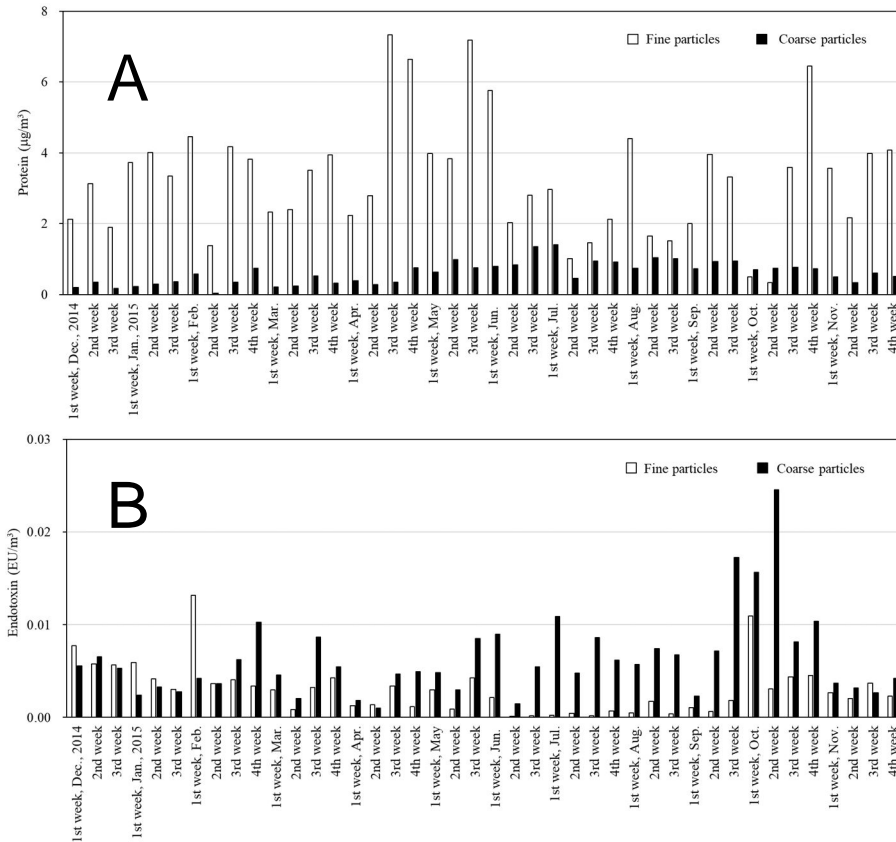 8
6
4
2
0
Protein (μg/m³)
A
Fine particles
Coarse particles
1st week, Dec., 2014
2nd week
3rd week
1st week, Jan., 2015
2nd week
3rd week
1st week, Feb.
2nd week
3rd week
4th week
1st week, Mar.
2nd week
3rd week
4th week
1st week, Apr.
2nd week
3rd week
4th week
1st week, May
2nd week
3rd week
1st week, Jun.
2nd week
3rd week
1st week, Jul.
2nd week
3rd week
4th week
1st week, Aug.
2nd week
3rd week
1st week, Sep.
2nd week
3rd week
1st week, Oct.
2nd week
3rd week
4th week
1st week, Nov.
2nd week
3rd week
4th week
0.03
0.02
0.01
0.00
Endotoxin (EU/m³)
B
Fine particles
Coarse particles
1st week, Dec., 2014
2nd week
3rd week
1st week, Jan., 2015
2nd week
3rd week
1st week, Feb.
2nd week
3rd week
4th week
1st week, Mar.
2nd week
3rd week
4th week
1st week, Apr.
2nd week
3rd week
4th week
1st week, May
2nd week
3rd week
1st week, Jun.
2nd week
3rd week
1st week, Jul.
2nd week
3rd week
4th week
1st week, Aug.
2nd week
3rd week
1st week, Sep.
2nd week
3rd week
1st week, Oct.
2nd week
3rd week
4th week
1st week, Nov.
2nd week
3rd week
4th week